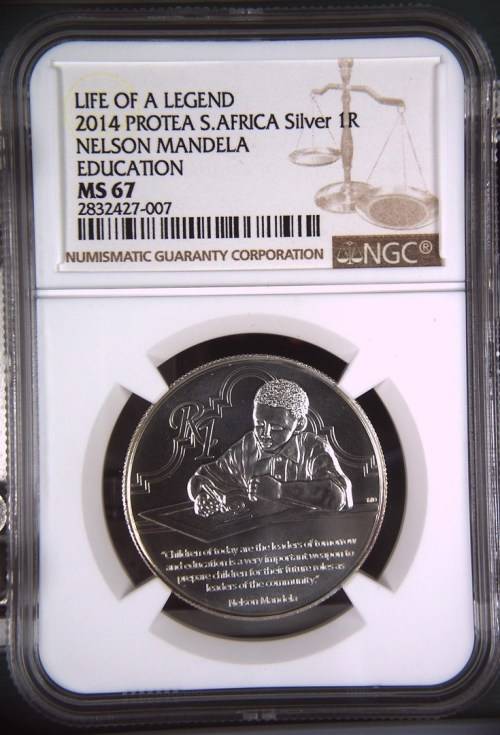 LIFE OF A LEGEND
2014 PROTEA S.AFRICA Silver 1R
NELSON MANDELA
EDUCATION
MS 67
2832427-007
NUMISMATIC GUARANTY CORPORATION
NGC®
R1
"Children of today are the leaders of tomorrow
and education is a very important weapon to
prepare children for their future roles as
leaders of the community."
Nelson Mandela